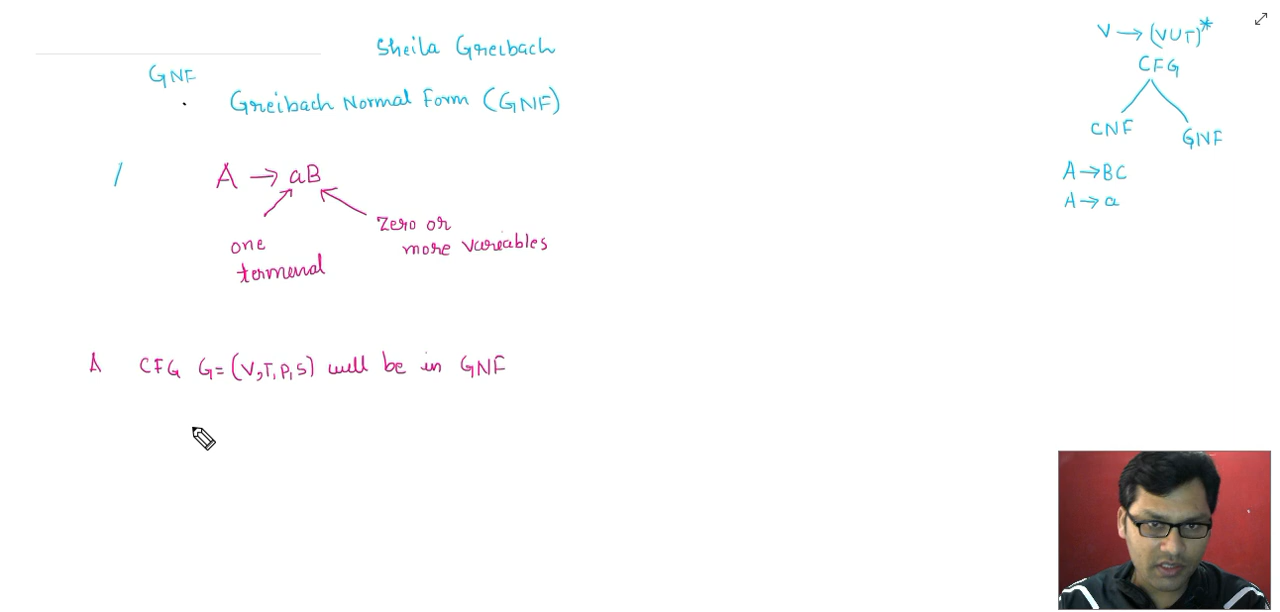 Sheila Greibach
GNF
Greibach Normal Form (GNF)
A → aB
one
termenal
Zero or
more variables
A CFG G=(V,T,P,S) will be in GNF
V → (VUT)*
CFG
CNF
GNF
A → BC
A → a